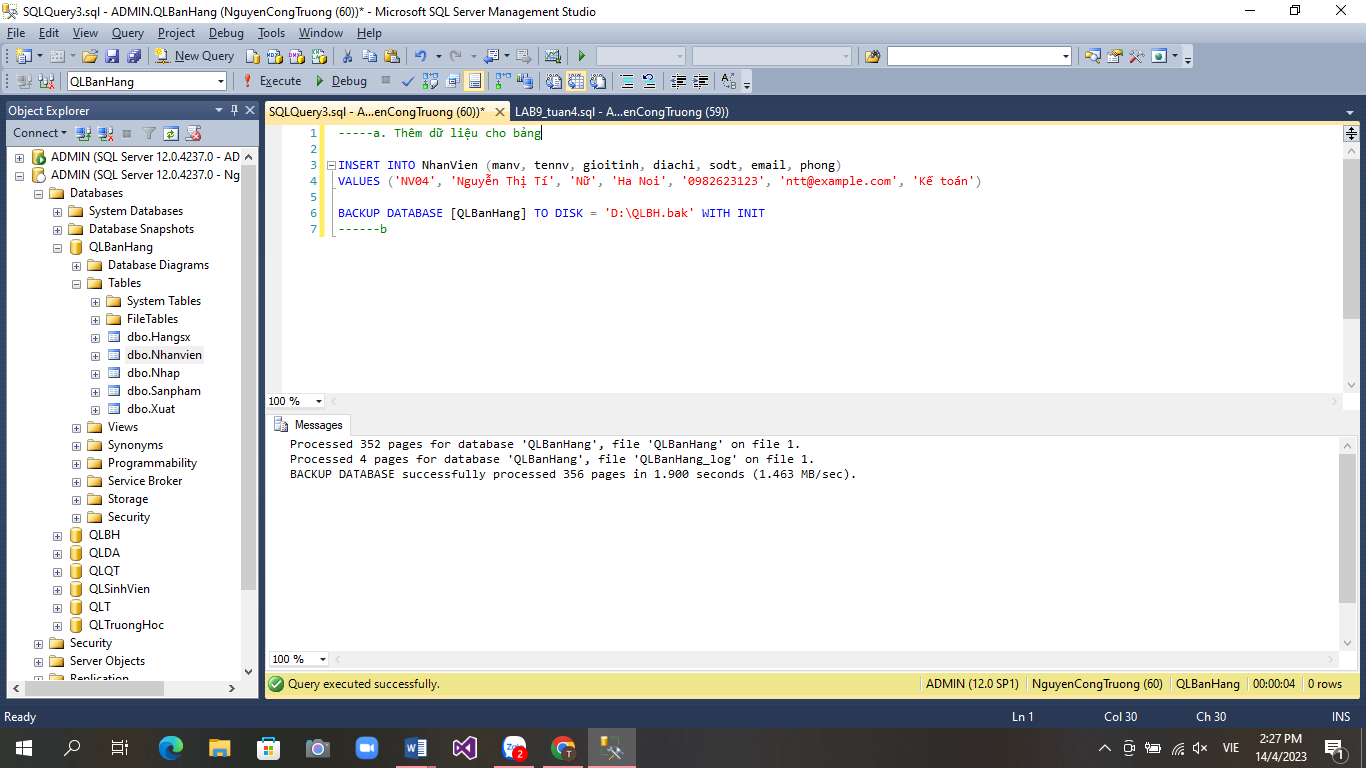 SQLQuery3.sql - ADMIN.QLBanHang (NguyenCongTruong (60))* - Microsoft SQL Server Management Studio
File Edit View Query Project Debug Tools Window Help
New Query
QLBanHang Execute Debug
Object Explorer
Connect
ADMIN (SQL Server 12.0.4237.0 - AD
ADMIN (SQL Server 12.0.4237.0 - Ng
Databases
System Databases
Database Snapshots
QLBanHang
Database Diagrams
Tables
System Tables
FileTables
dbo.Hangsx
dbo.Nhanvien
dbo.Nhap
dbo.Sanpham
dbo.Xuat
Views
Synonyms
Programmability
Service Broker
Storage
Security
QLBH
QLDA
QLQT
QLSinhVien
QLT
QLTruongHoc
Security
Server Objects
Replication
SQLQuery3.sql - A...enCongTruong (60))* LAB9_tuan4.sql - A...enCongTruong (59))
1 -----a. Thêm dữ liệu cho bảng
2
3 INSERT INTO NhanVien (manv, tennv, gioitinh, diachi, sodt, email, phong)
4 VALUES ('NV04', 'Nguyễn Thị Tí', 'Nữ', 'Ha Noi', '0982623123', 'ntt@example.com', 'Kế toán')
5
6 BACKUP DATABASE [QLBanHang] TO DISK = 'D:\QLBH.bak' WITH INIT
7 ------b
100 %
Messages
Processed 352 pages for database 'QLBanHang', file 'QLBanHang' on file 1.
Processed 4 pages for database 'QLBanHang', file 'QLBanHang_log' on file 1.
BACKUP DATABASE successfully processed 356 pages in 1.900 seconds (1.463 MB/sec).
100 %
Query executed successfully. ADMIN (12.0 SP1) NguyenCongTruong (60) QLBanHang 00:00:04 0 rows
Ready Ln 1 Col 30 Ch 30 INS
VIE 2:27 PM
14/4/2023